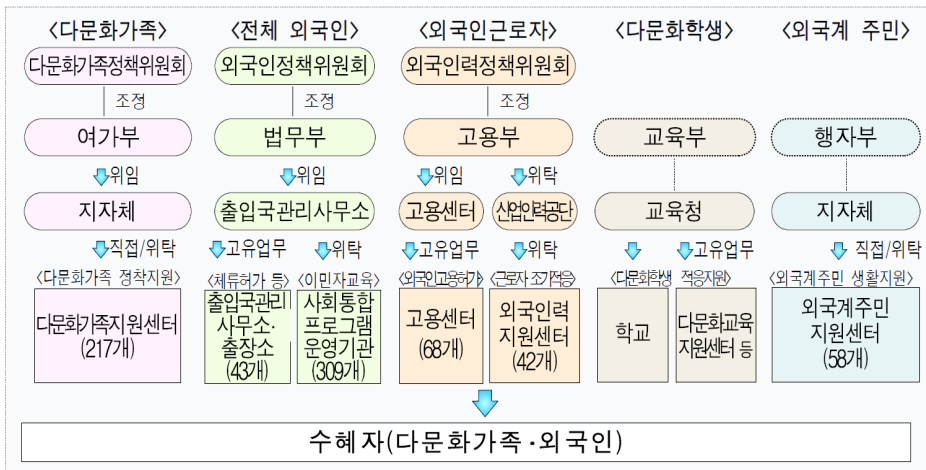 〈다문화가족〉 〈전체 외국인〉 〈외국인근로자〉 〈다문화학생〉 〈외국계 주민〉
다문화가족정책위원회 외국인정책위원회 외국인력정책위원회
조정 조정 조정
여가부 법무부 고용부 교육부 행자부
위임 위임 위임 위탁
지자체 출입국관리사무소 고용센터 산업인력공단 교육청 지자체
직접/위탁 고유업무 위탁 고유업무 위탁 고유업무 직접/위탁
〈다문화가족 정착지원〉 〈체류허가 등〉 〈이민자교육〉 〈외국인고용허가〉 〈근로자 조기적응〉 〈다문화학생 적응지원〉 〈외국계주민 생활지원〉
다문화가족지원센터
(217개)
출입국관리
사무소·
출장소
(43개)
사회통합
프로그램
운영기관
(309개)
고용센터
(68개)
외국인력
지원센터
(42개)
학교
다문화교육
지원센터 등
외국계주민
지원센터
(58개)
수혜자(다문화가족·외국인)